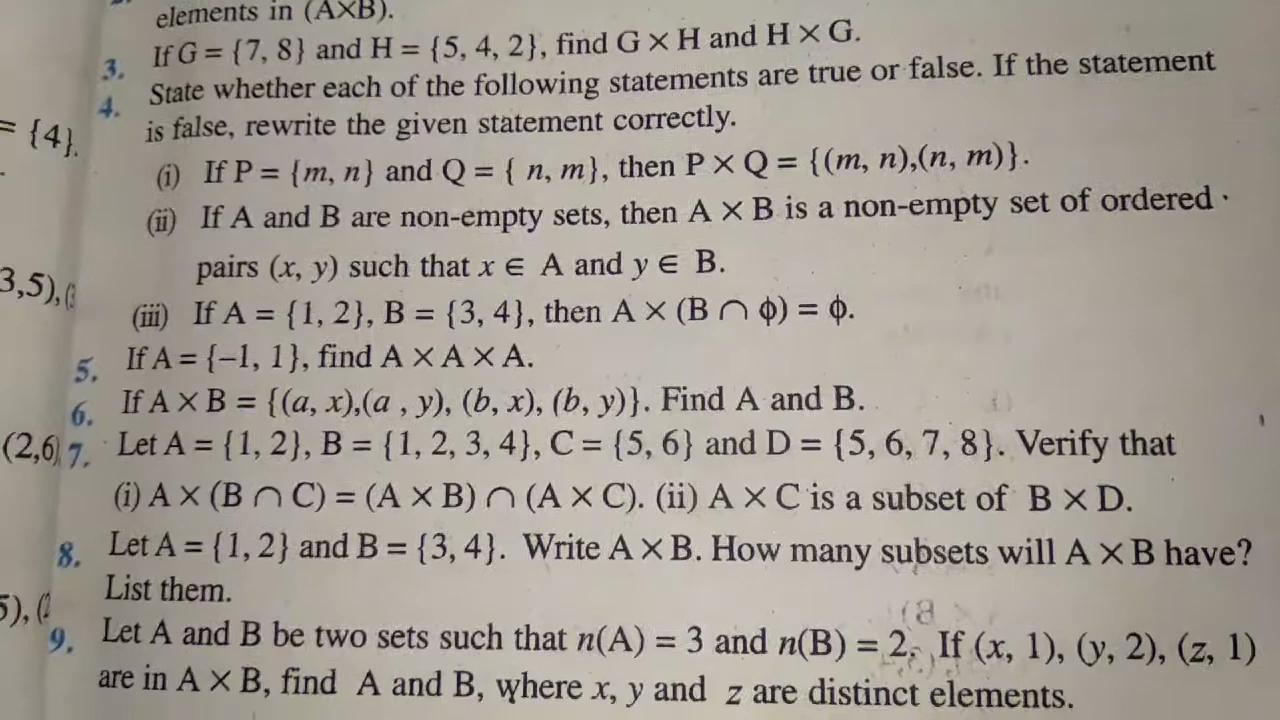 elements in (A×B).
3. If G = {7, 8} and H = {5, 4, 2}, find G × H and H × G.
4. State whether each of the following statements are true or false. If the statement
is false, rewrite the given statement correctly.
= {4}.
(i) If P = {m, n} and Q = { n, m}, then P × Q = {(m, n),(n, m)}.
(ii) If A and B are non-empty sets, then A × B is a non-empty set of ordered
pairs (x, y) such that x ∈ A and y ∈ B.
3,5),(3
(iii) If A = {1, 2}, B = {3, 4}, then A × (B ∩ ϕ) = ϕ.
5. If A = {–1, 1}, find A × A × A.
6. If A × B = {(a, x),(a , y), (b, x), (b, y)}. Find A and B.
(2,6)
7. Let A = {1, 2}, B = {1, 2, 3, 4}, C = {5, 6} and D = {5, 6, 7, 8}. Verify that
(i) A × (B ∩ C) = (A × B) ∩ (A × C). (ii) A × C is a subset of B × D.
8. Let A = {1, 2} and B = {3, 4}. Write A × B. How many subsets will A × B have?
List them.
5), (2
9. Let A and B be two sets such that n(A) = 3 and n(B) = 2. If (x, 1), (y, 2), (z, 1)
are in A × B, find A and B, where x, y and z are distinct elements.